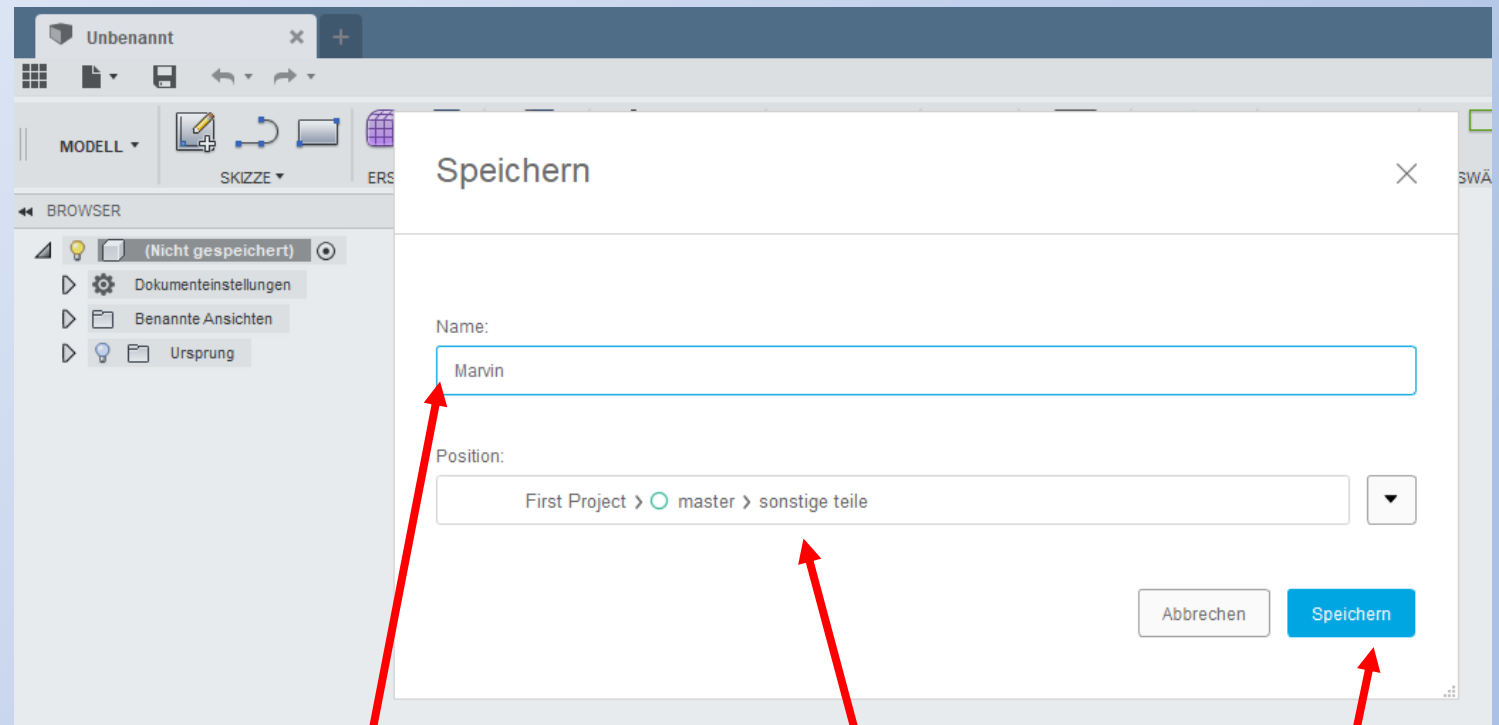 Unbenannt
MODELL
SKIZZE
ERS
SWÄ
BROWSER
(Nicht gespeichert)
Dokumenteinstellungen
Benannte Ansichten
Ursprung
Speichern
Name:
Marvin
Position:
First Project > master > sonstige teile
Abbrechen Speichern